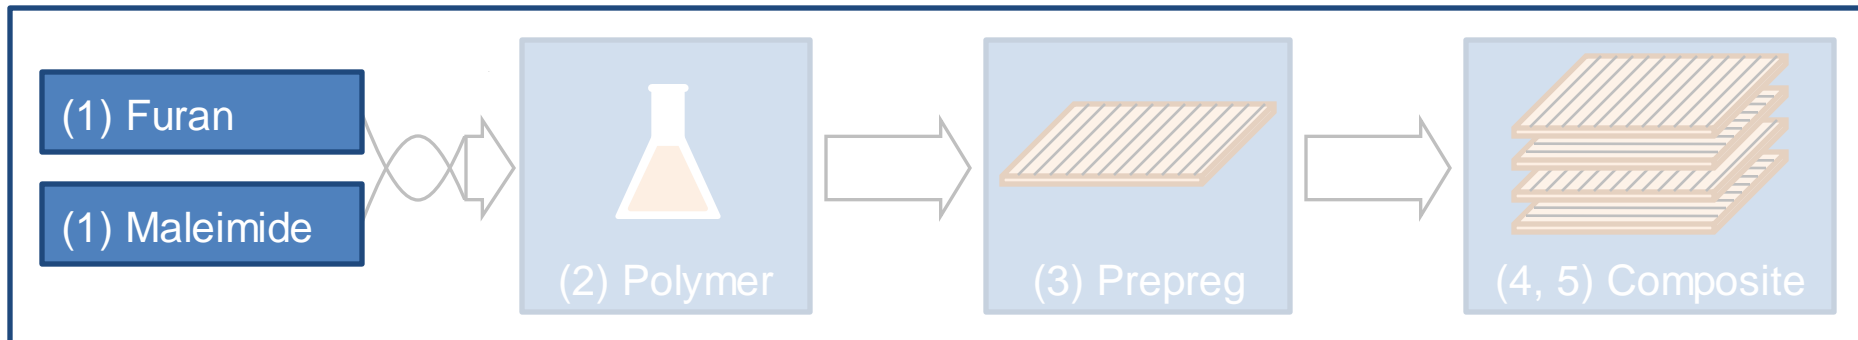 (1) Furan
(1) Maleimide
(2) Polymer
(3) Prepreg
(4, 5) Composite